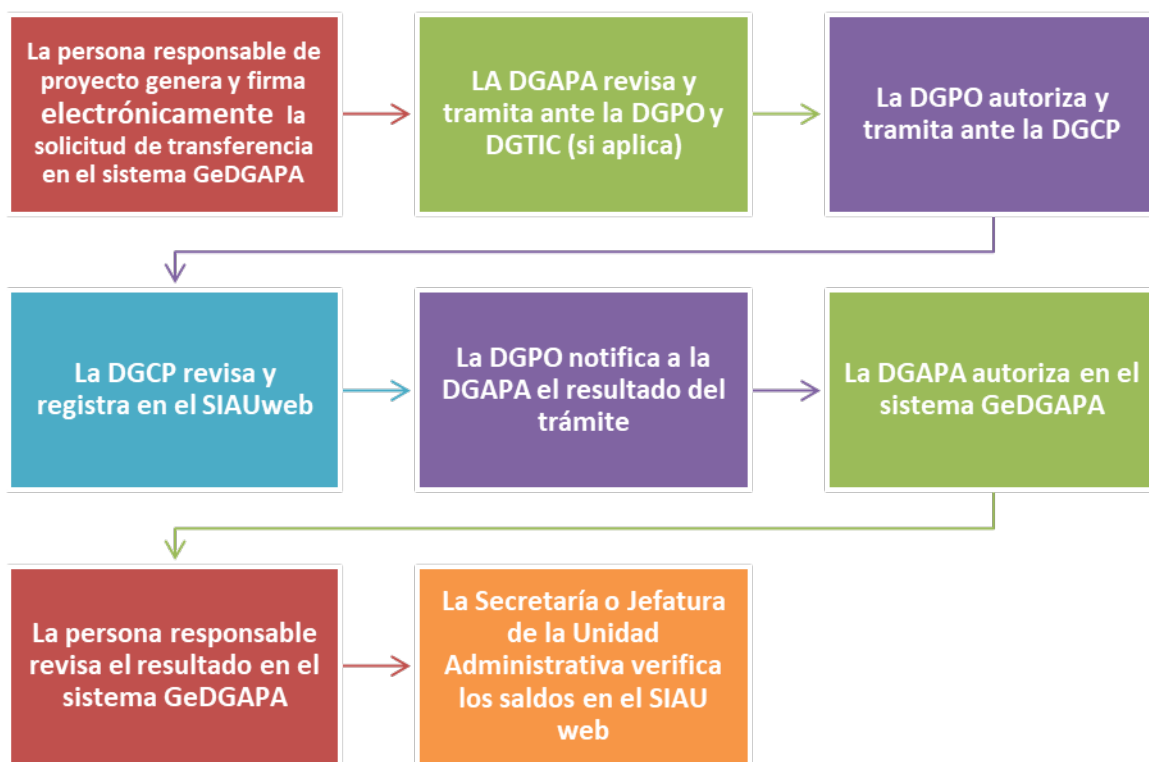 La persona responsable de
proyecto genera y firma
electrónicamente la
solicitud de transferencia
en el sistema GeDGAPA
LA DGAPA revisa y
tramita ante la DGPO y
DGTIC (si aplica)
La DGPO autoriza y
tramita ante la DGCP
La DGCP revisa y
registra en el SIAUweb
La DGPO notifica a la
DGAPA el resultado del
trámite
La DGAPA autoriza en el
sistema GeDGAPA
La persona responsable
revisa el resultado en el
sistema GeDGAPA
La Secretaría o Jefatura
de la Unidad
Administrativa verifica
los saldos en el SIAU
web